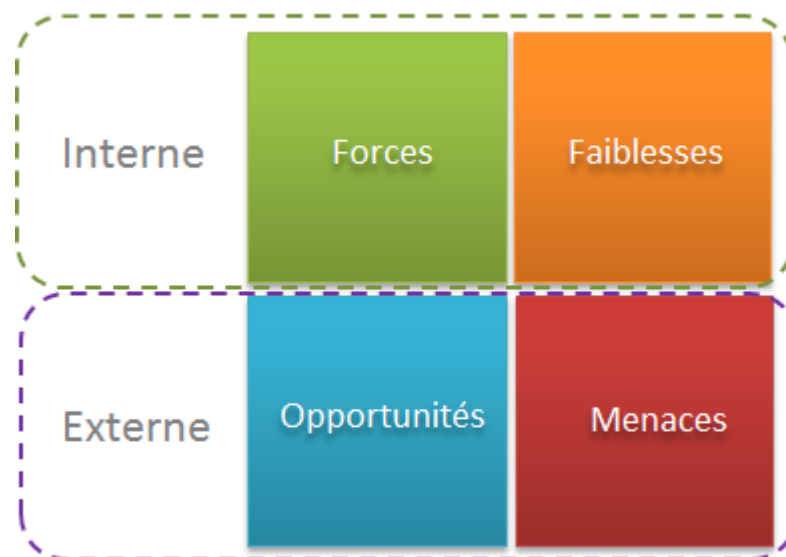 Interne
Forces
Faiblesses
Externe
Opportunités
Menaces